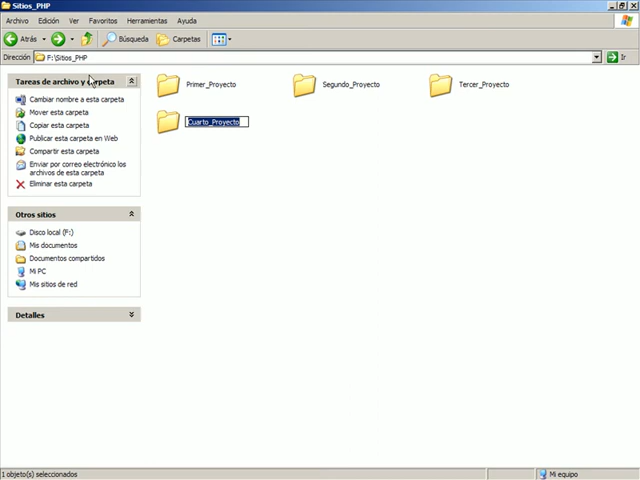 Sitios_PHP
Archivo Edición Ver Favoritos Herramientas Ayuda
Atrás Búsqueda Carpetas
Dirección F:\Sitios_PHP Ir
Tareas de archivo y carpeta
Cambiar nombre a esta carpeta
Mover esta carpeta
Copiar esta carpeta
Publicar esta carpeta en Web
Compartir esta carpeta
Enviar por correo electrónico los
archivos de esta carpeta
Eliminar esta carpeta
Otros sitios
Disco local (F:)
Mis documentos
Documentos compartidos
Mi PC
Mis sitios de red
Detalles
Primer_Proyecto Segundo_Proyecto Tercer_Proyecto
Cuarto_Proyecto
1 objeto(s) seleccionados Mi equipo